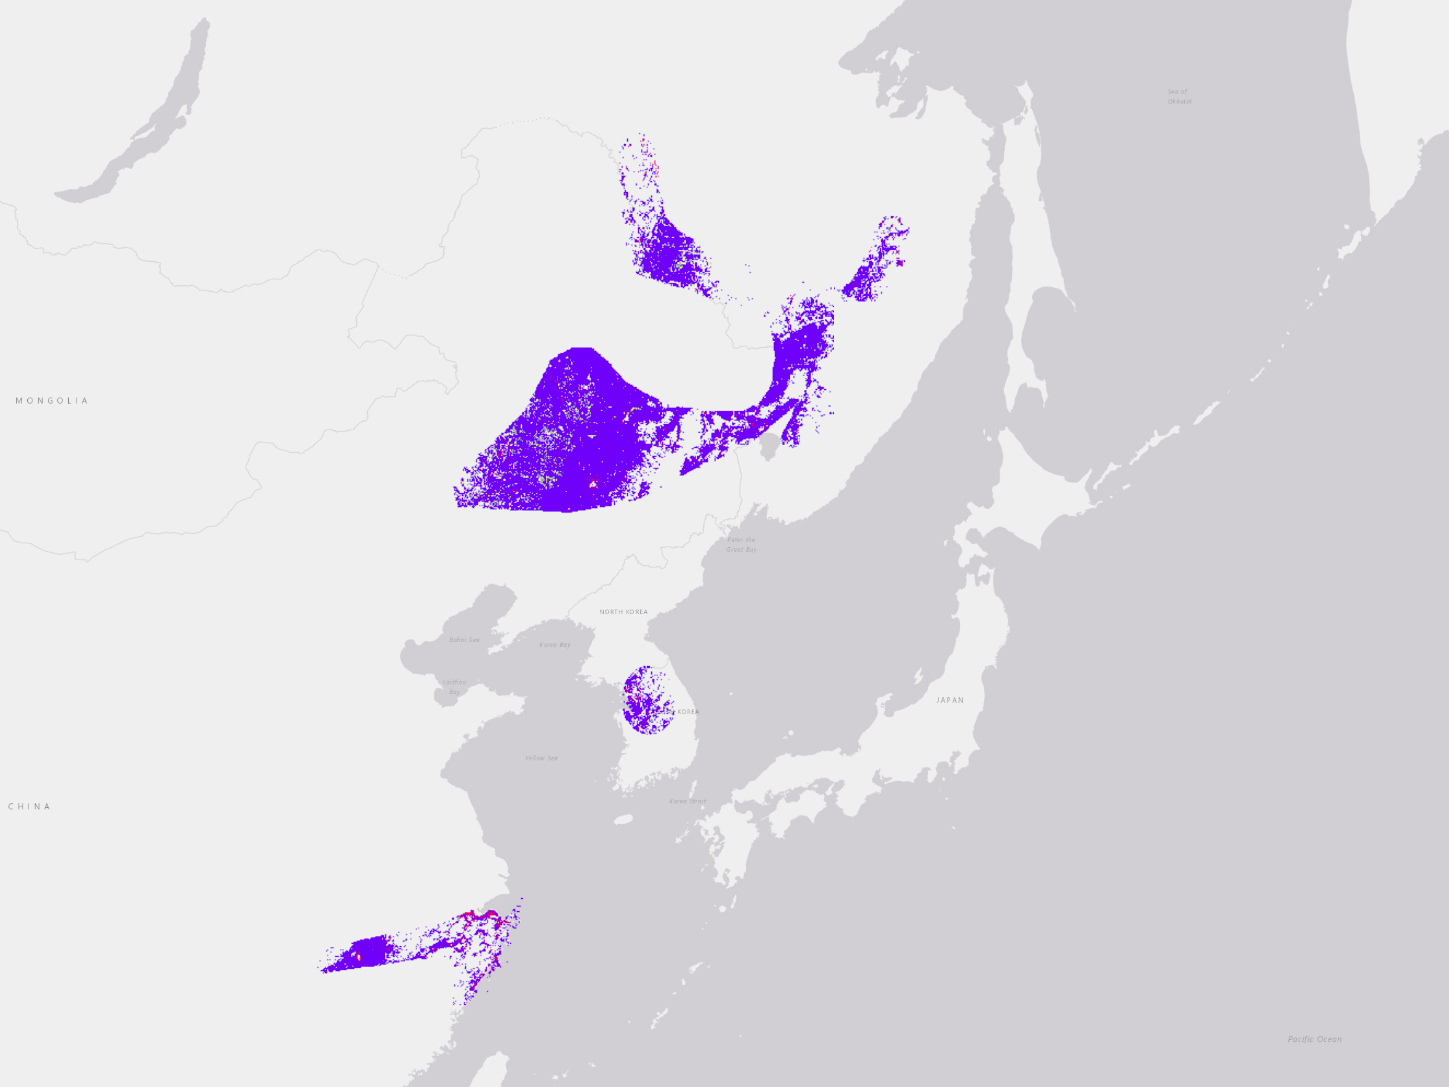 Sea of
Okhotsk
MONGOLIA
Peter the
Great Bay
NORTH KOREA
Bohai Sea
Korea Bay
Laizhou
Bay
JAPAN
KOREA
Yellow Sea
Korea Strait
CHINA
Pacific Ocean